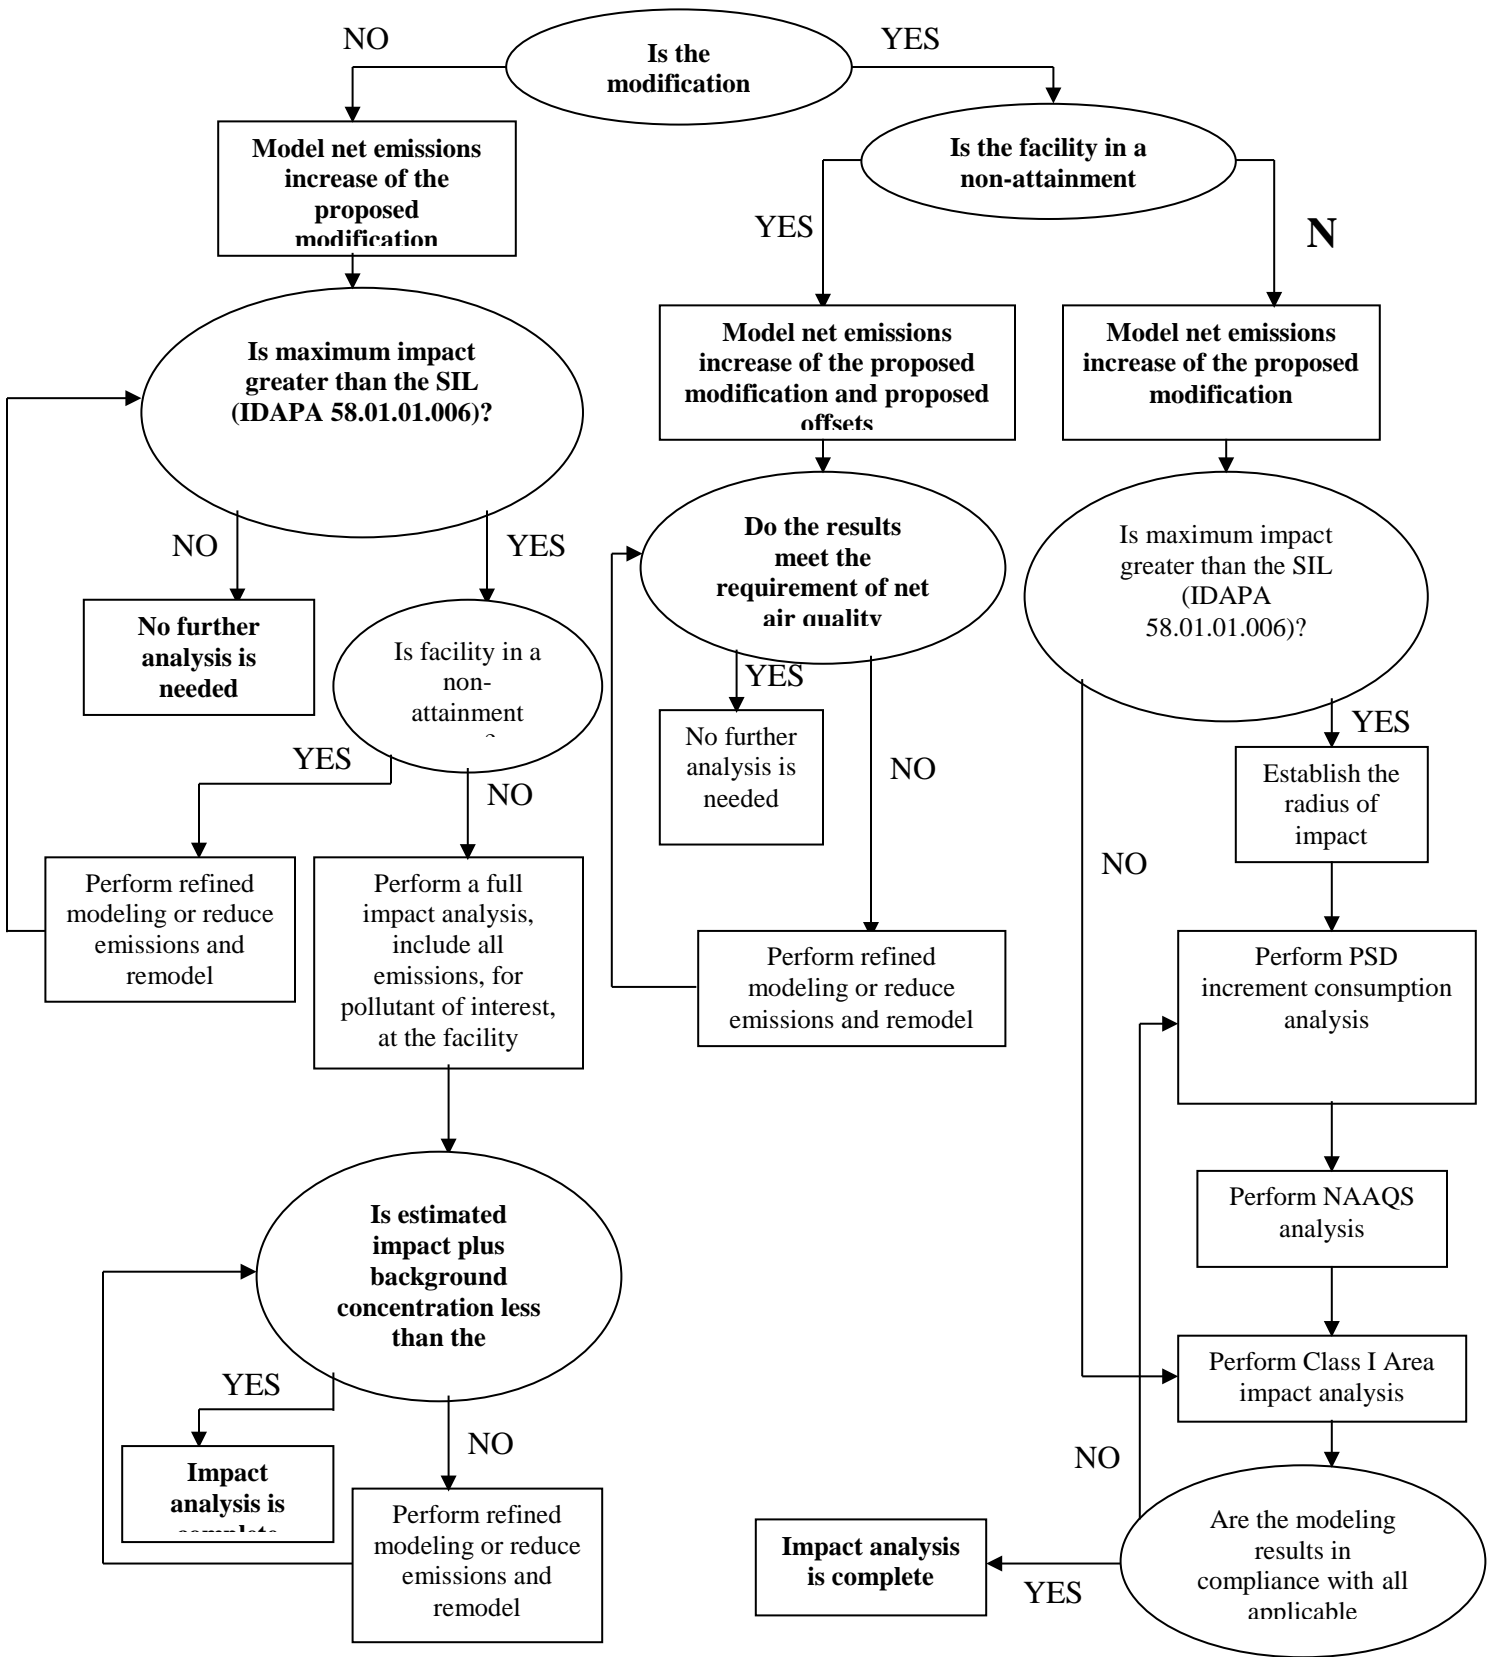 NO
YES
Is the
modification
Model net emissions
increase of the
proposed
modification
Is the facility in a
non-attainment
YES
N
Is maximum impact
greater than the SIL
(IDAPA 58.01.01.006)?
Model net emissions
increase of the proposed
modification and proposed
offsets
Model net emissions
increase of the proposed
modification
NO
YES
Do the results
meet the
requirement of net
air quality
Is maximum impact
greater than the SIL
(IDAPA
58.01.01.006)?
No further
analysis is
needed
Is facility in a
non-
attainment
YES
NO
YES
No further
analysis is
needed
NO
YES
Establish the
radius of
impact
NO
Perform refined
modeling or reduce
emissions and
remodel
Perform a full
impact analysis,
include all
emissions, for
pollutant of interest,
at the facility
Perform refined
modeling or reduce
emissions and remodel
Perform PSD
increment consumption
analysis
Perform NAAQS
analysis
Is estimated
impact plus
background
concentration less
than the
Perform Class I Area
impact analysis
YES
NO
NO
Impact
analysis is
complete
Perform refined
modeling or reduce
emissions and
remodel
Impact analysis
is complete
YES
Are the modeling
results in
compliance with all
applicable